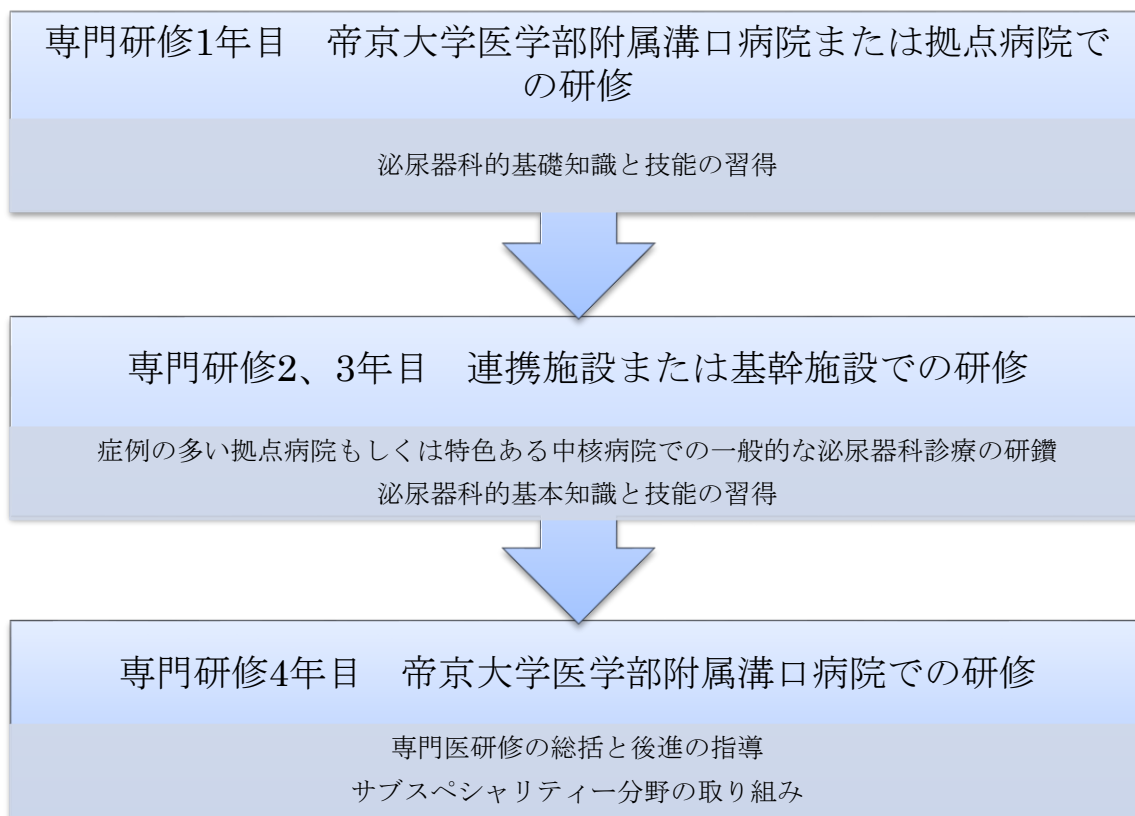 専門研修1年目　帝京大学医学部附属溝口病院または拠点病院で
の研修
泌尿器科的基礎知識と技能の習得
専門研修2、3年目　連携施設または基幹施設での研修
症例の多い拠点病院もしくは特色ある中核病院での一般的な泌尿器科診療の研鑽
泌尿器科的基本知識と技能の習得
専門研修4年目　帝京大学医学部附属溝口病院での研修
専門医研修の総括と後進の指導
サブスペシャリティー分野の取り組み